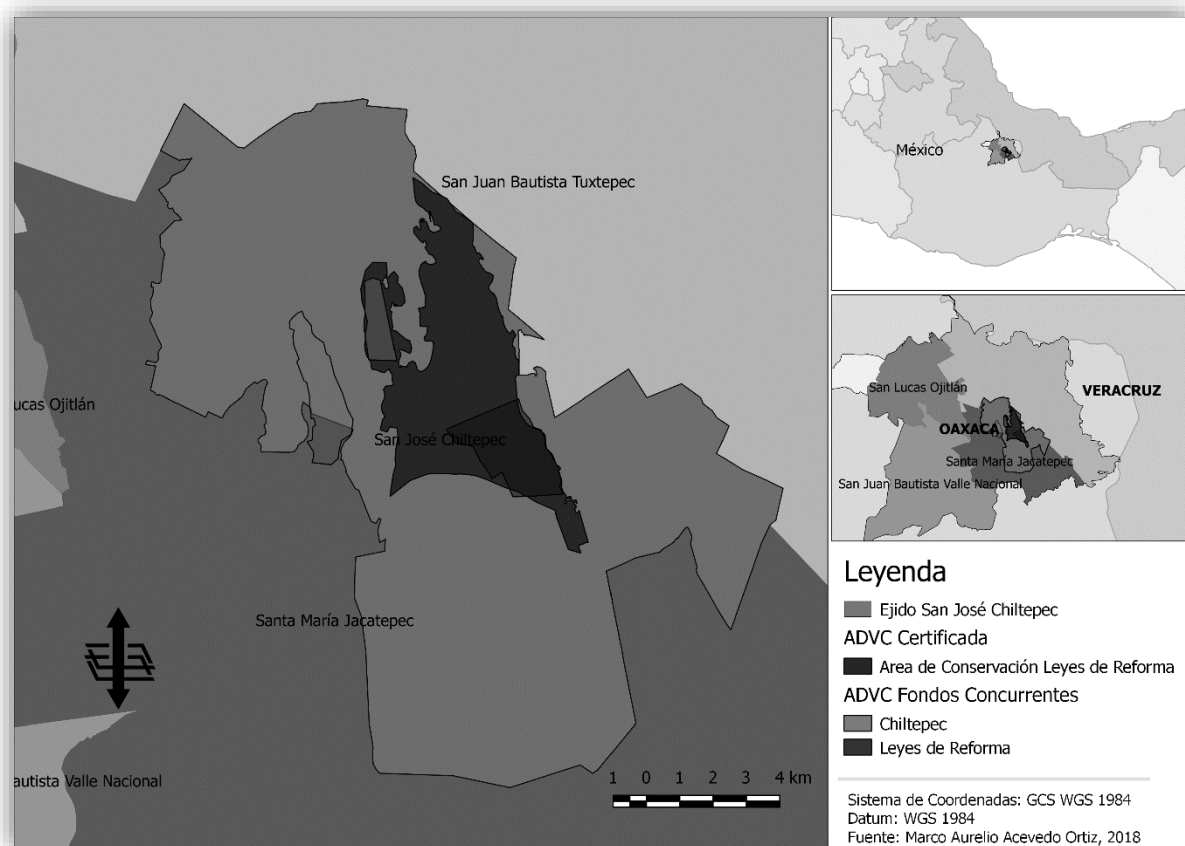 San Juan Bautista Tuxtepec
ucas Ojitlán
San José Chiltepec
Santa María Jacatepec
autista Valle Nacional
1 0 1 2 3 4 km
México
San Lucas Ojitlán
VERACRUZ
OAXACA
Santa María Jacatepec
San Juan Bautista Valle Nacional
Leyenda
Ejido San José Chiltepec
ADVC Certificada
Area de Conservación Leyes de Reforma
ADVC Fondos Concurrentes
Chiltepec
Leyes de Reforma
Sistema de Coordenadas: GCS WGS 1984
Datum: WGS 1984
Fuente: Marco Aurelio Acevedo Ortiz, 2018